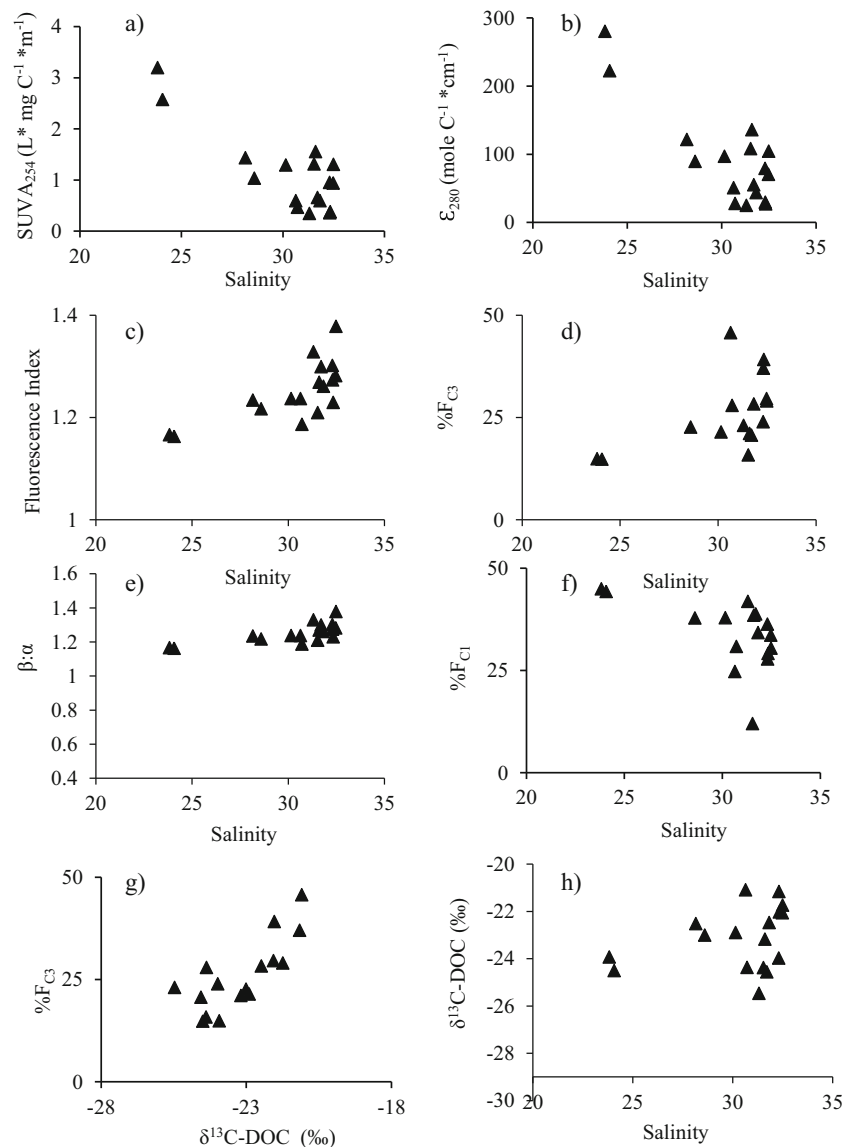 a)
SUVA254 (L* mg C-1 *m-1)
4
3
2
1
0
20 25 30 35
Salinity
b)
Ɛ280 (mole C-1 *cm-1)
300
200
100
0
20 25 30 35
Salinity
c)
Fluorescence Index
1.4
1.2
1
20 25 30 35
Salinity
d)
%FC3
50
25
0
20 25 30 35
Salinity
e)
β:α
1.6
1.4
1.2
1
0.8
0.6
0.4
20 25 30 35
Salinity
f)
%FC1
50
25
0
20 25 30 35
Salinity
g)
%FC3
50
25
0
-28 -23 -18
δ13C-DOC (‰)
h)
δ13C-DOC (‰)
-20
-22
-24
-26
-28
-30
20 25 30 35
Salinity